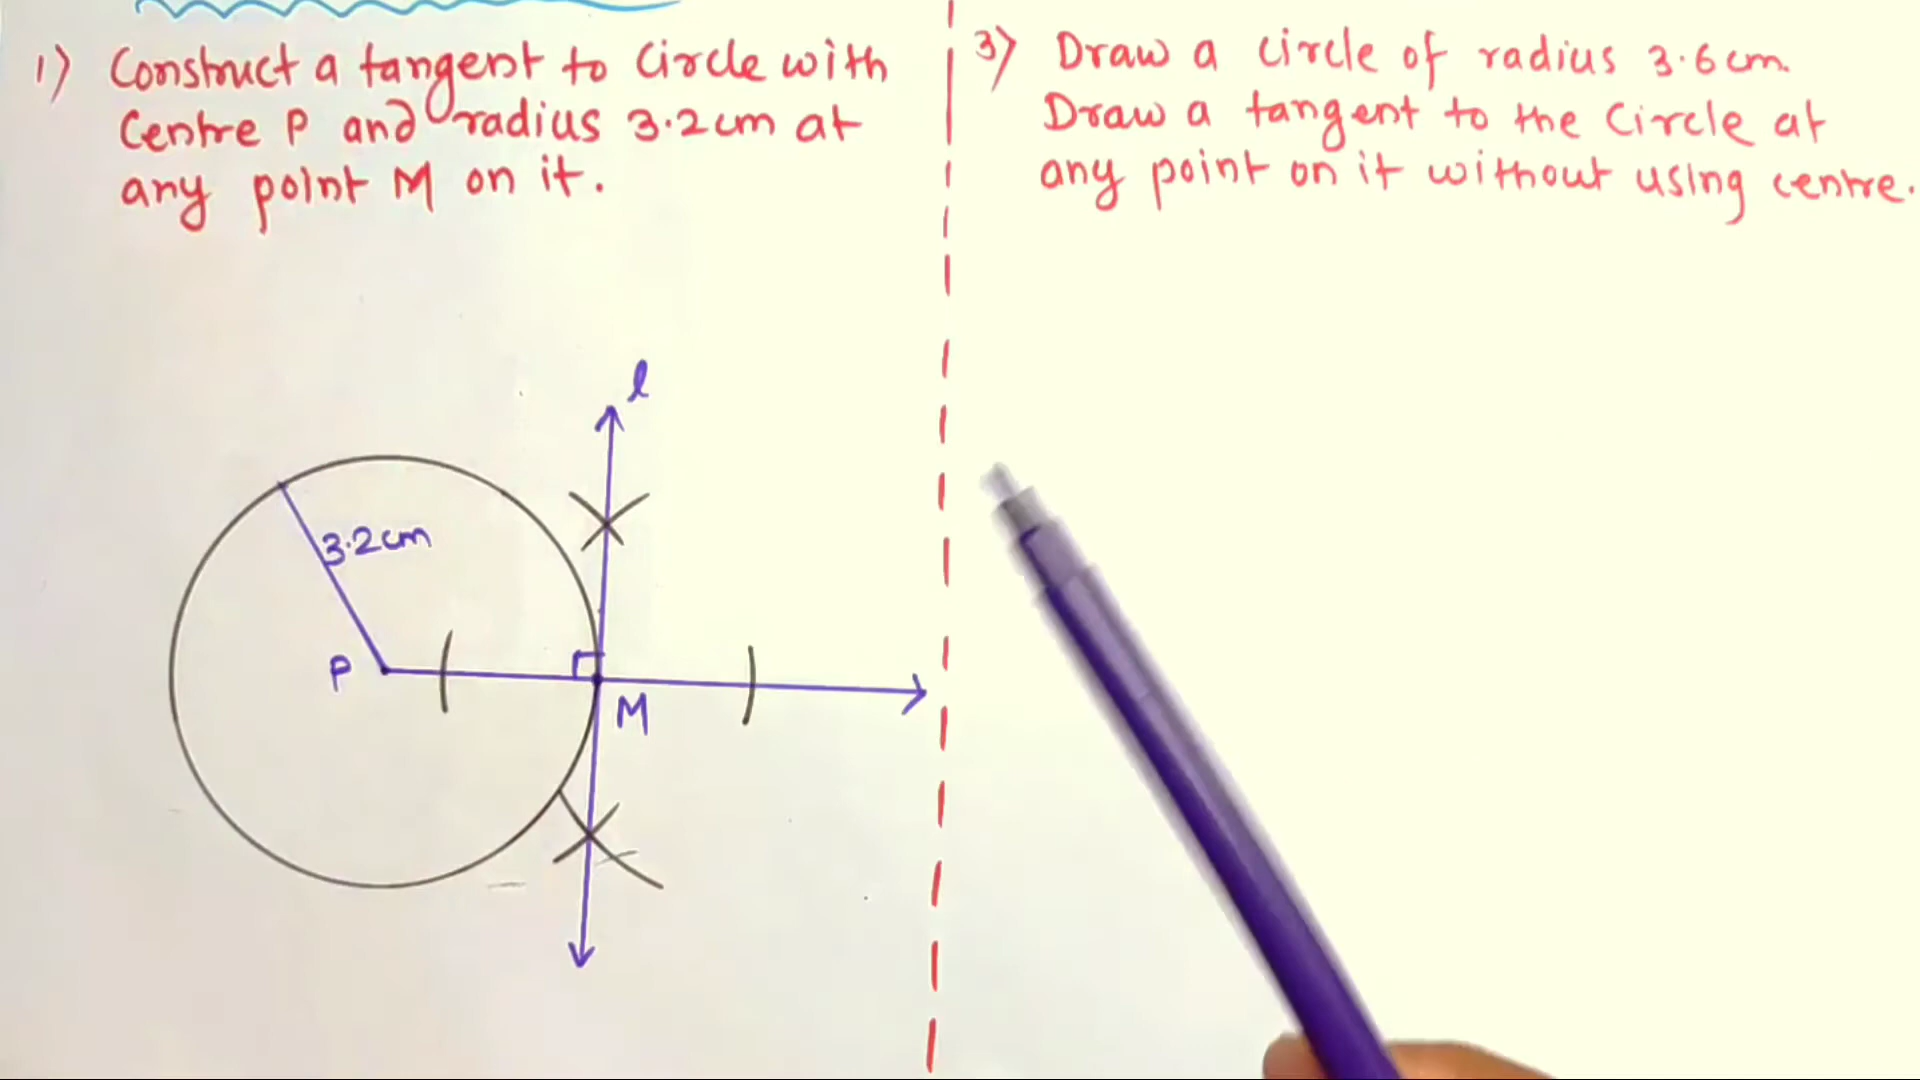 1) Construct a tangent to Circle with
Centre P and radius 3.2cm at
any point M on it.
3) Draw a circle of radius 3.6cm.
Draw a tangent to the Circle at
any point on it without using centre.
l
3.2cm
P
M